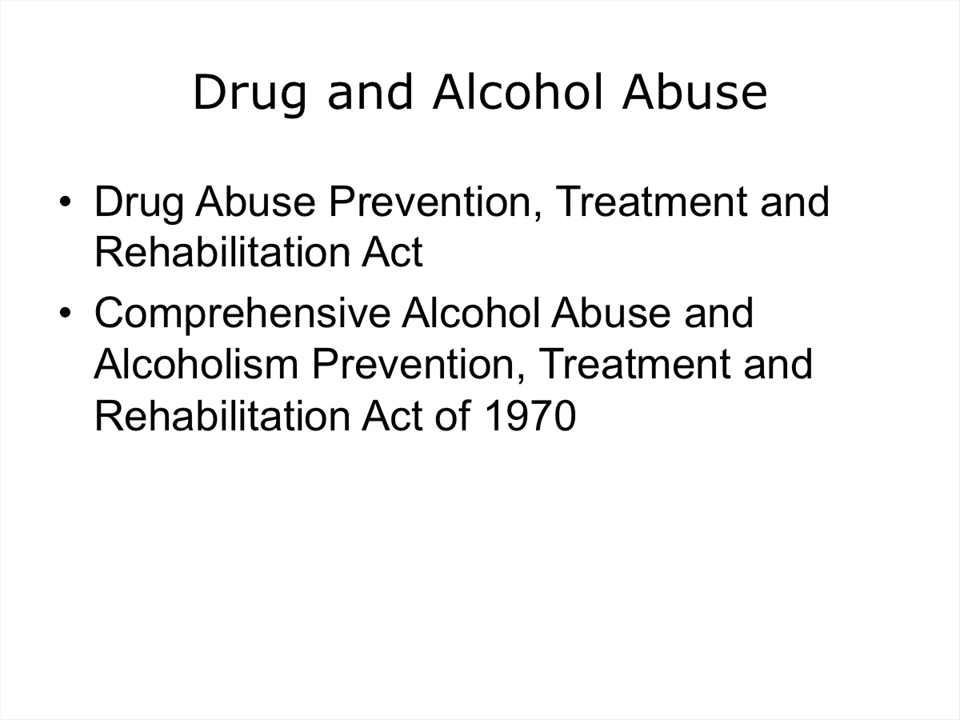 Drug and Alcohol Abuse
• Drug Abuse Prevention, Treatment and
Rehabilitation Act
• Comprehensive Alcohol Abuse and
Alcoholism Prevention, Treatment and
Rehabilitation Act of 1970